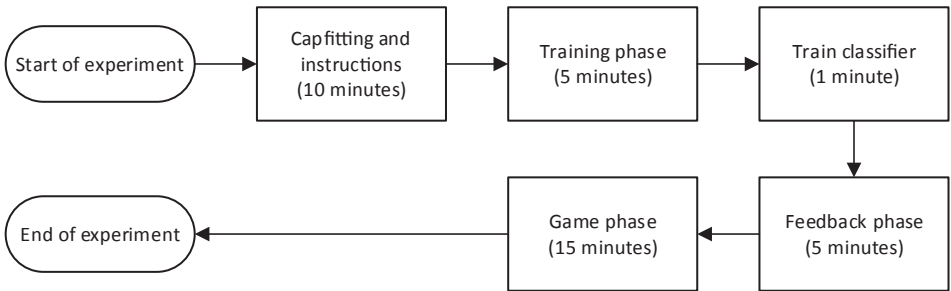 Start of experiment
Capfitting and
instructions
(10 minutes)
Training phase
(5 minutes)
Train classifier
(1 minute)
Feedback phase
(5 minutes)
Game phase
(15 minutes)
End of experiment